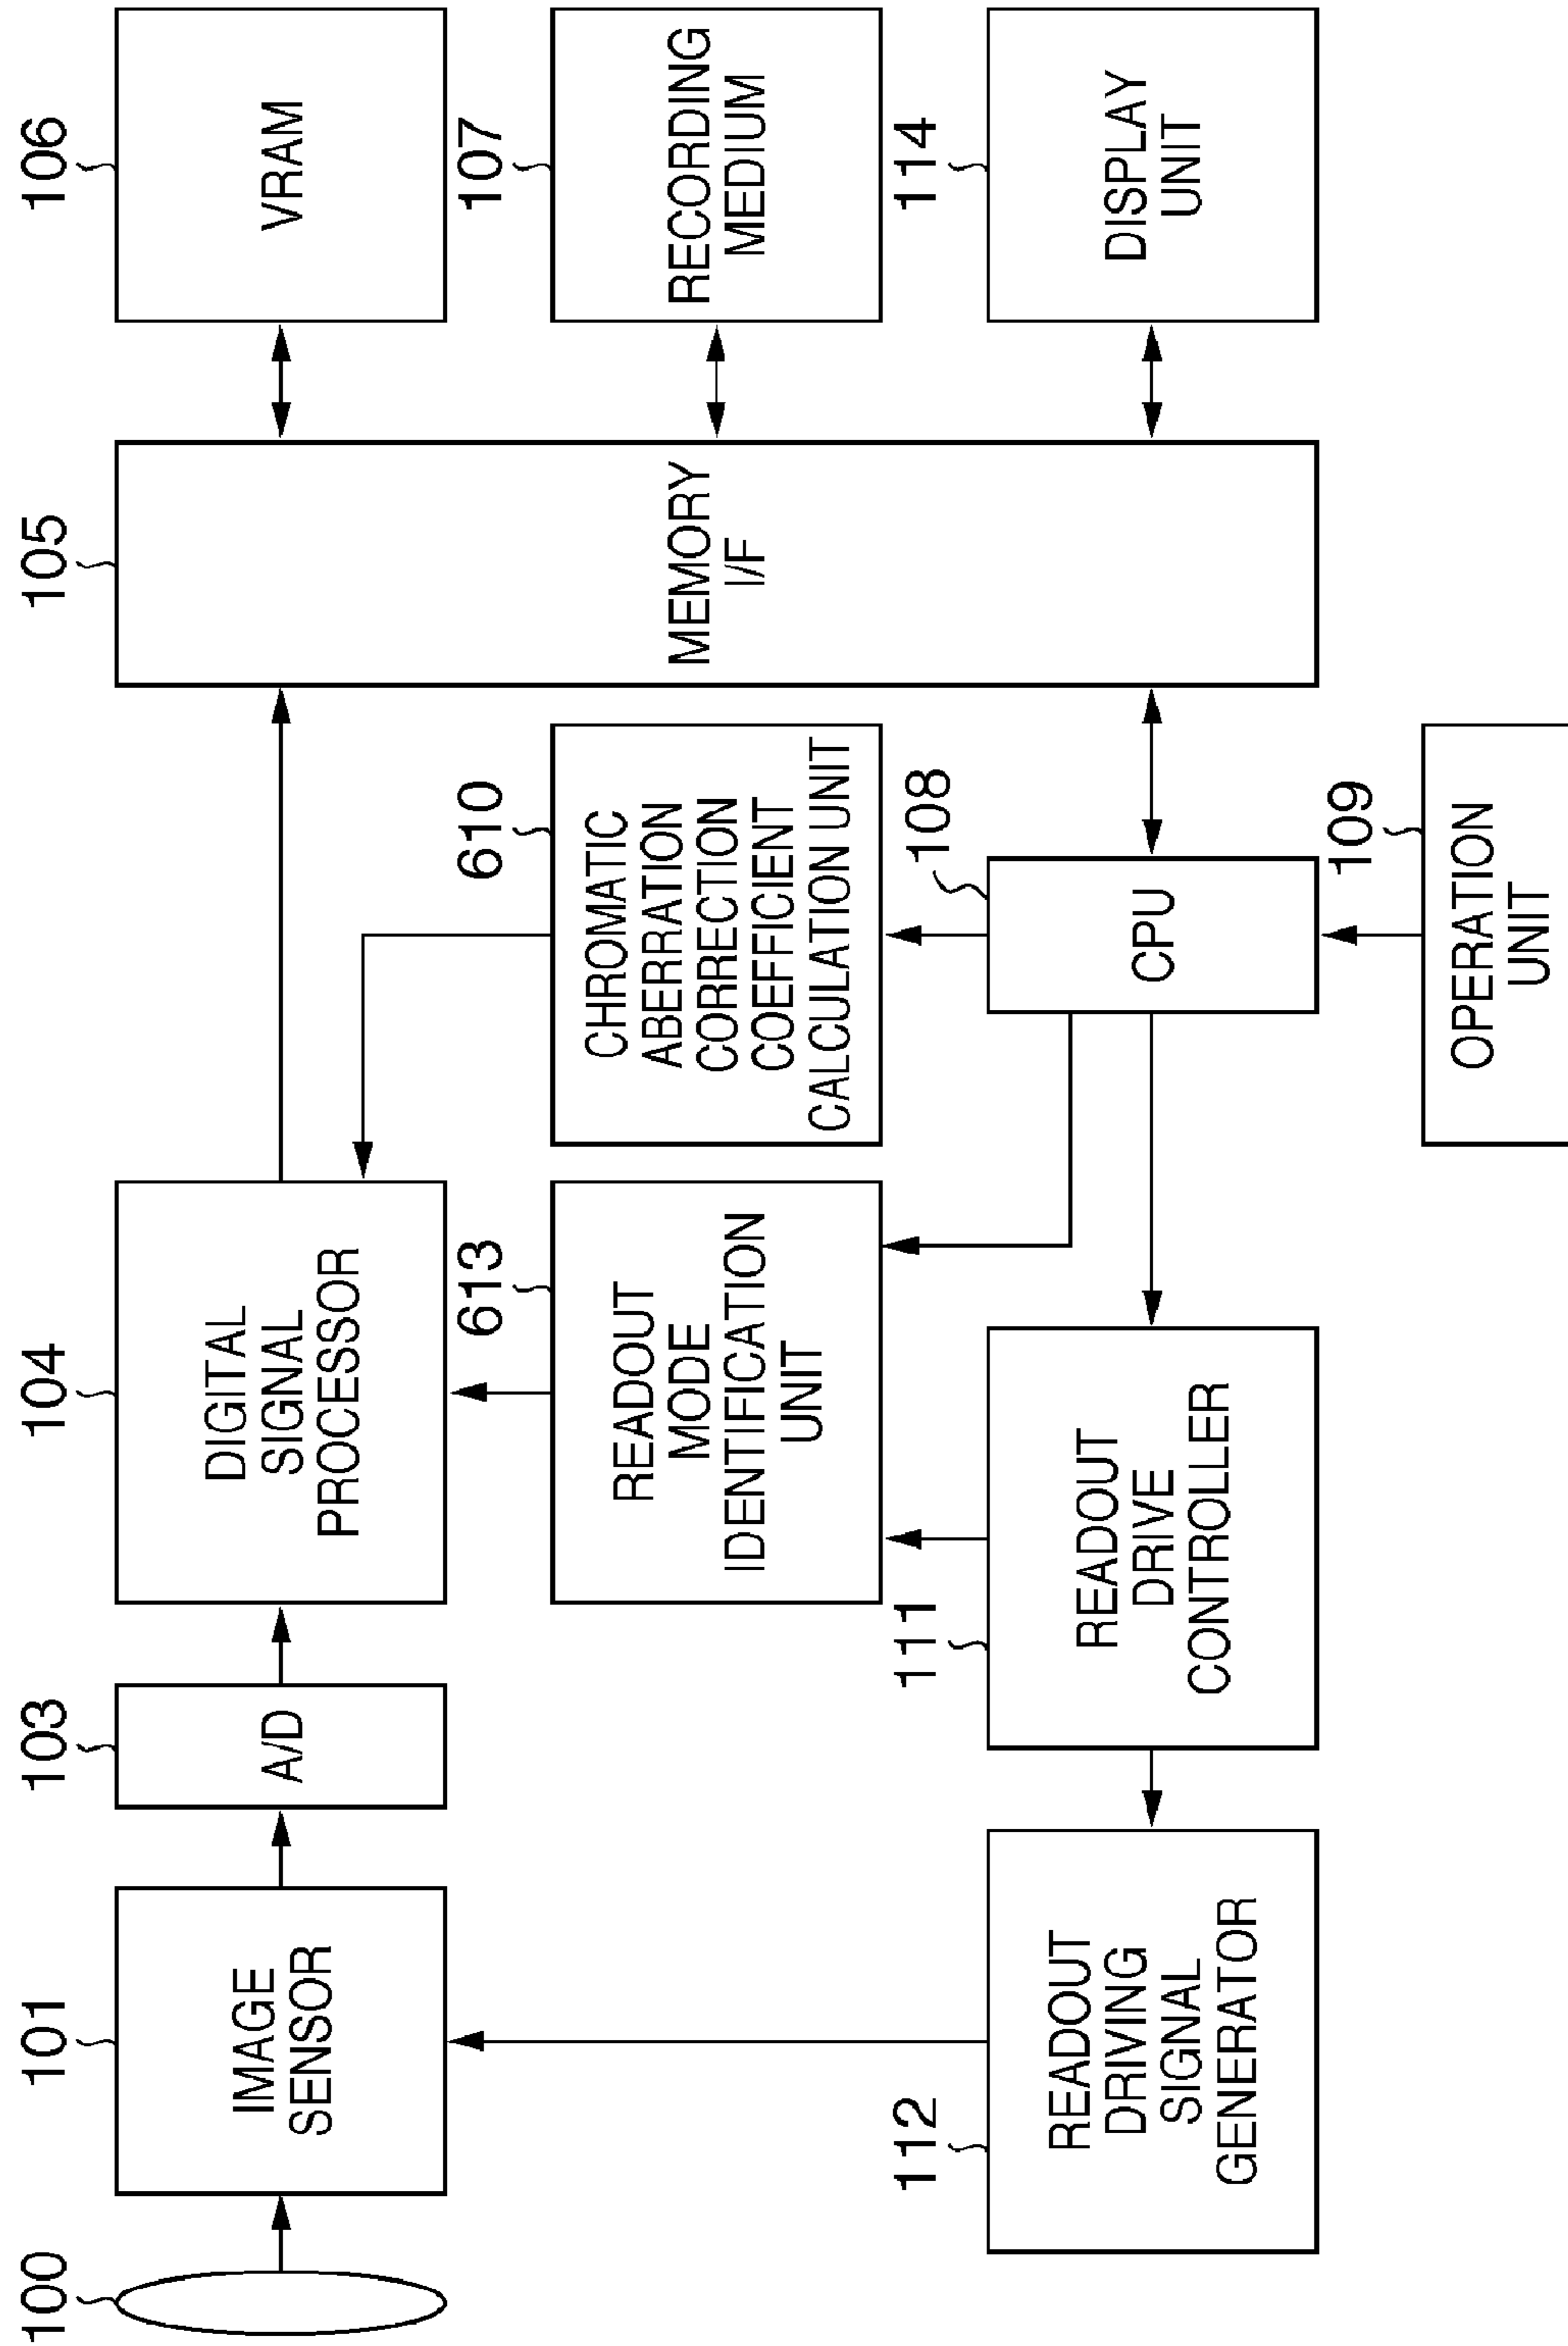 100
101
IMAGE
SENSOR
103
A/D
104
DIGITAL
SIGNAL
PROCESSOR
105
MEMORY
I/F
106
VRAM
613
READOUT
MODE
IDENTIFICATION
UNIT
610
CHROMATIC
ABERRATION
CORRECTION
COEFFICIENT
CALCULATION UNIT
107
RECORDING
MEDIUM
112
READOUT
DRIVING
SIGNAL
GENERATOR
111
READOUT
DRIVE
CONTROLLER
108
CPU
114
DISPLAY
UNIT
109
OPERATION
UNIT